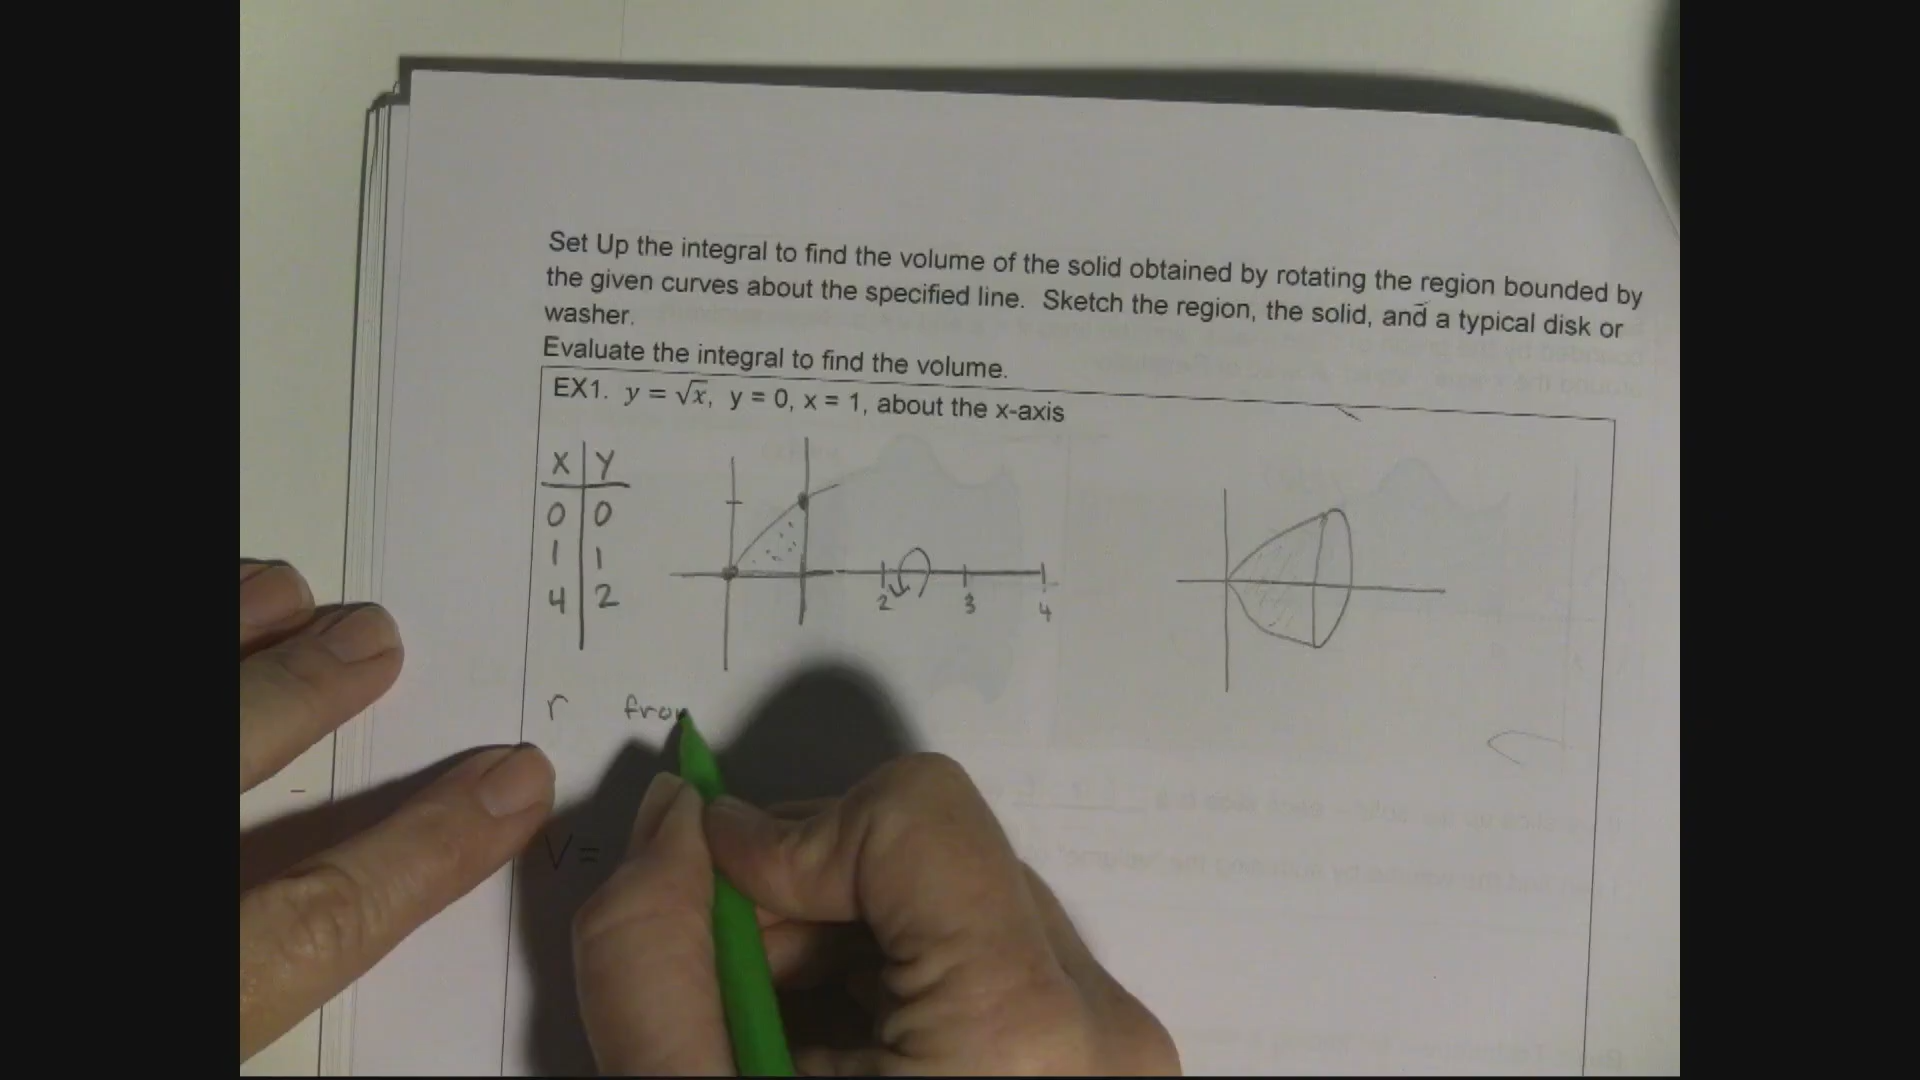 Set Up the integral to find the volume of the solid obtained by rotating the region bounded by
the given curves about the specified line. Sketch the region, the solid, and a typical disk or
washer.
Evaluate the integral to find the volume.
EX1. y = √x, y = 0, x = 1, about the x-axis
X Y
0 0
1 1
4 2
2 3 4
r from
V=